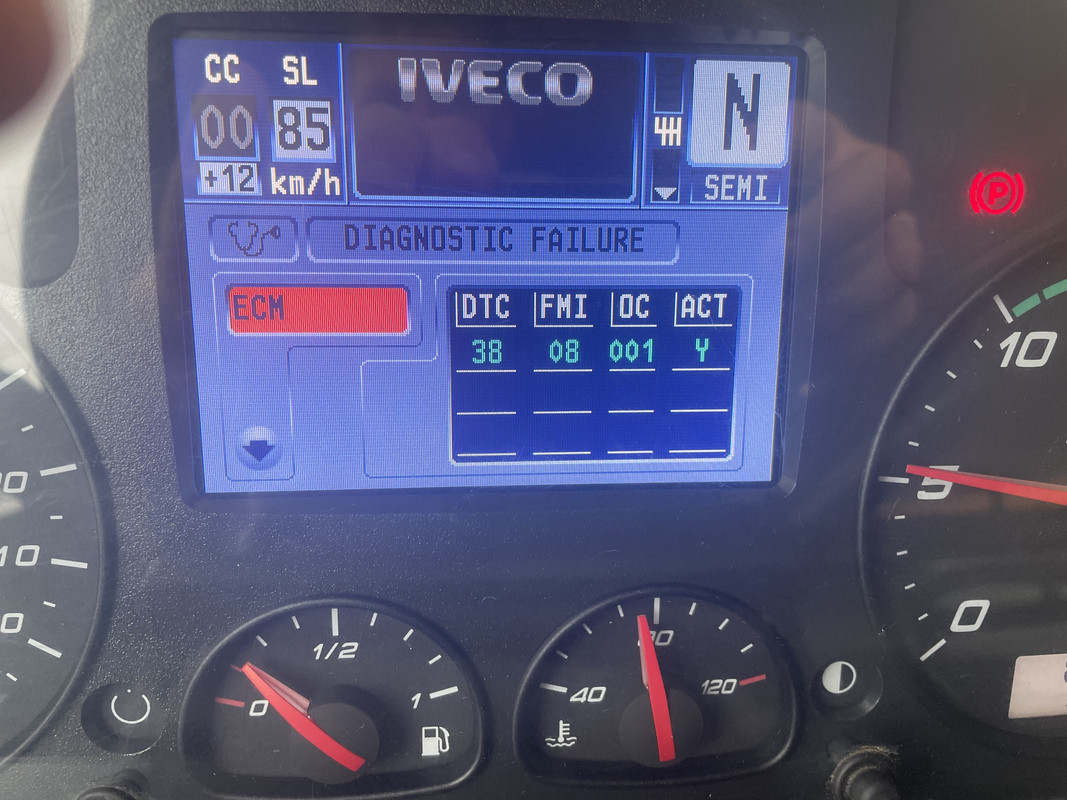 CC SL
IVECO
00 85
4H
N
+12 km/h
SEMI
DIAGNOSTIC FAILURE
ECM
DTC FMI OC ACT
38 08 001 Y
P
10
5
0
1/2
0
1
40
120